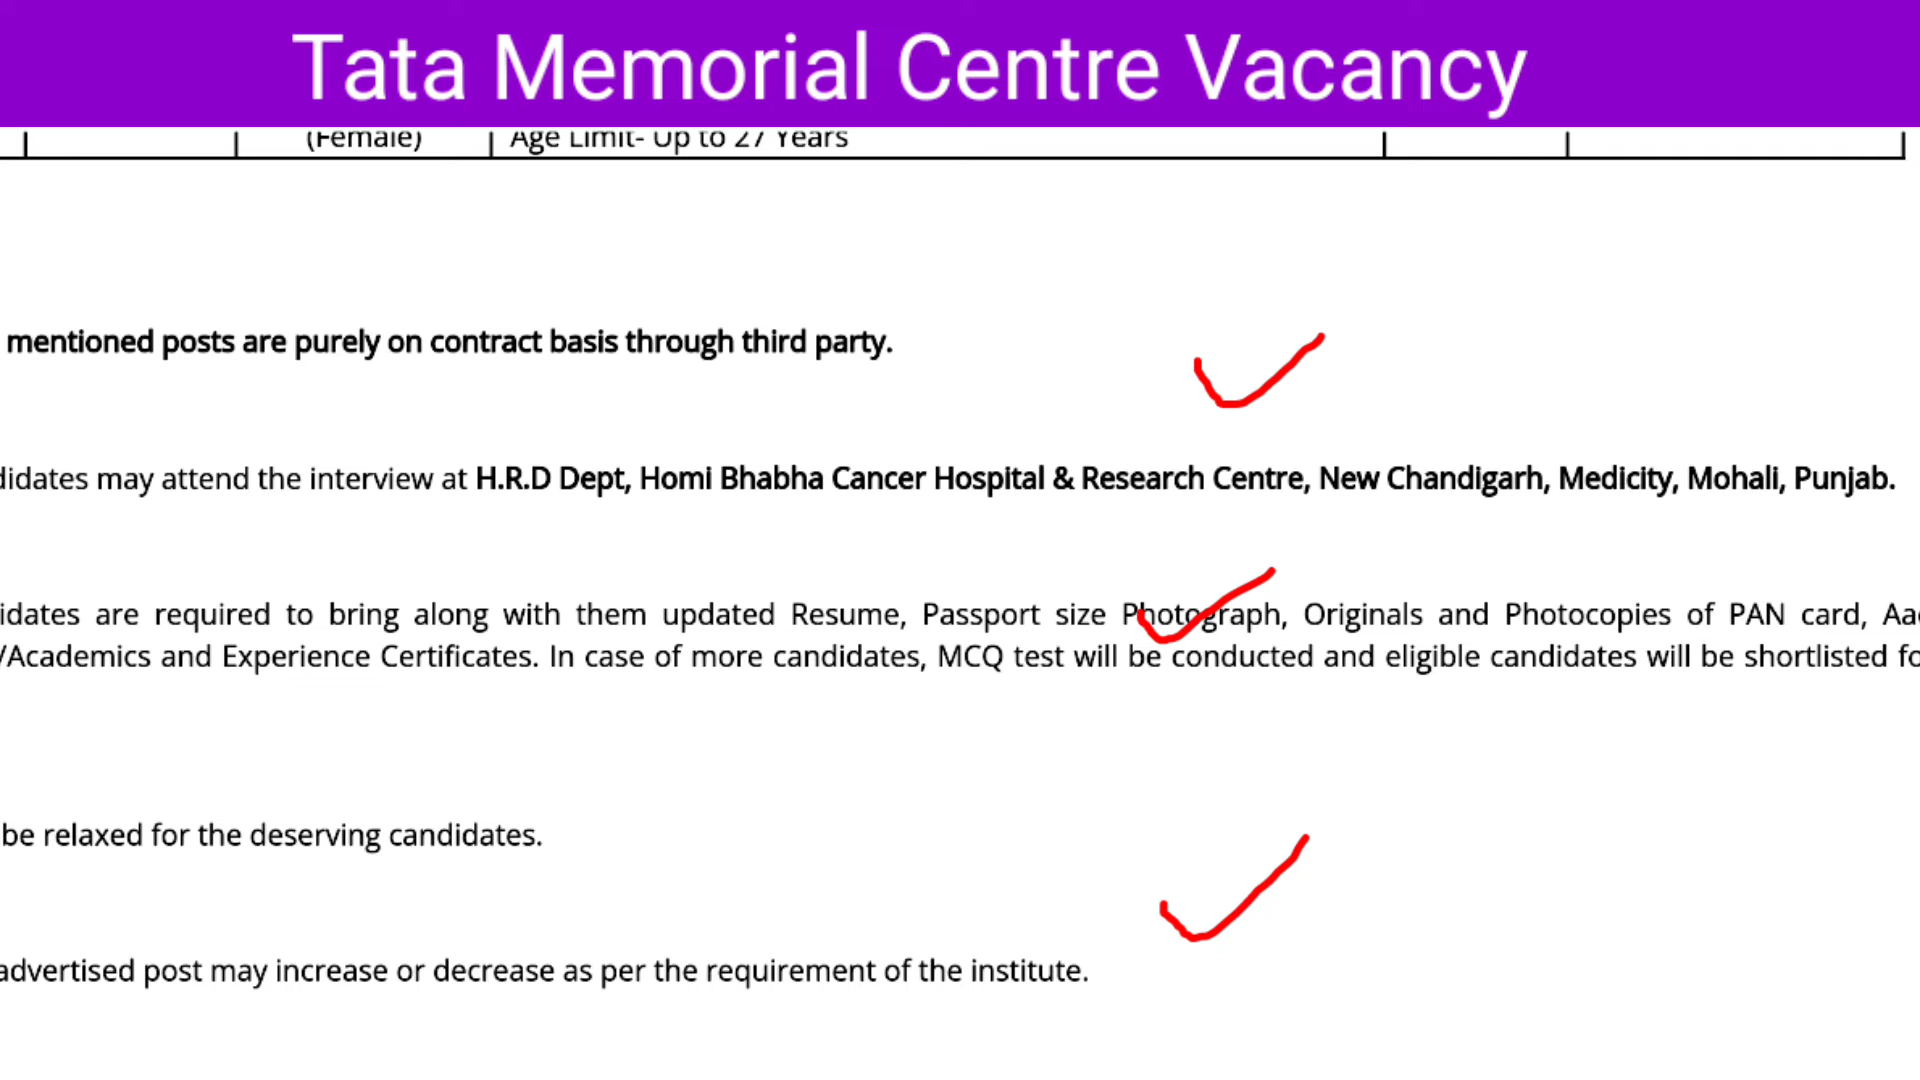 Tata Memorial Centre Vacancy
(Female) Age Limit- Up to 27 Years
mentioned posts are purely on contract basis through third party.
didates may attend the interview at H.R.D Dept, Homi Bhabha Cancer Hospital & Research Centre, New Chandigarh, Medicity, Mohali, Punjab.
idates are required to bring along with them updated Resume, Passport size Photograph, Originals and Photocopies of PAN card,
/Academics and Experience Certificates. In case of more candidates, MCQ test will be conducted and eligible candidates will be shortlisted
be relaxed for the deserving candidates.
advertised post may increase or decrease as per the requirement of the institute.